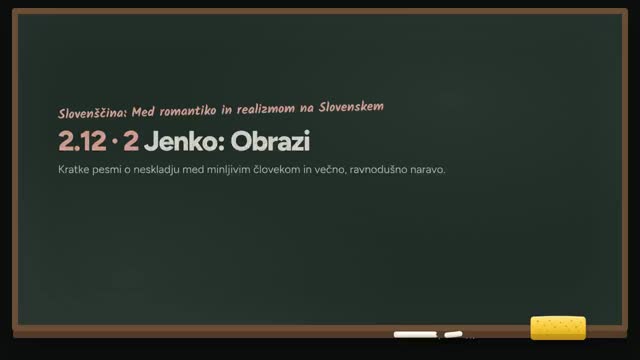 Slovenščina: Med romantiko in realizmom na Slovenskem
2.12 · 2 Jenko: Obrazi
Kratke pesmi o neskladju med minljivim človekom in večno, ravnodušno naravo.